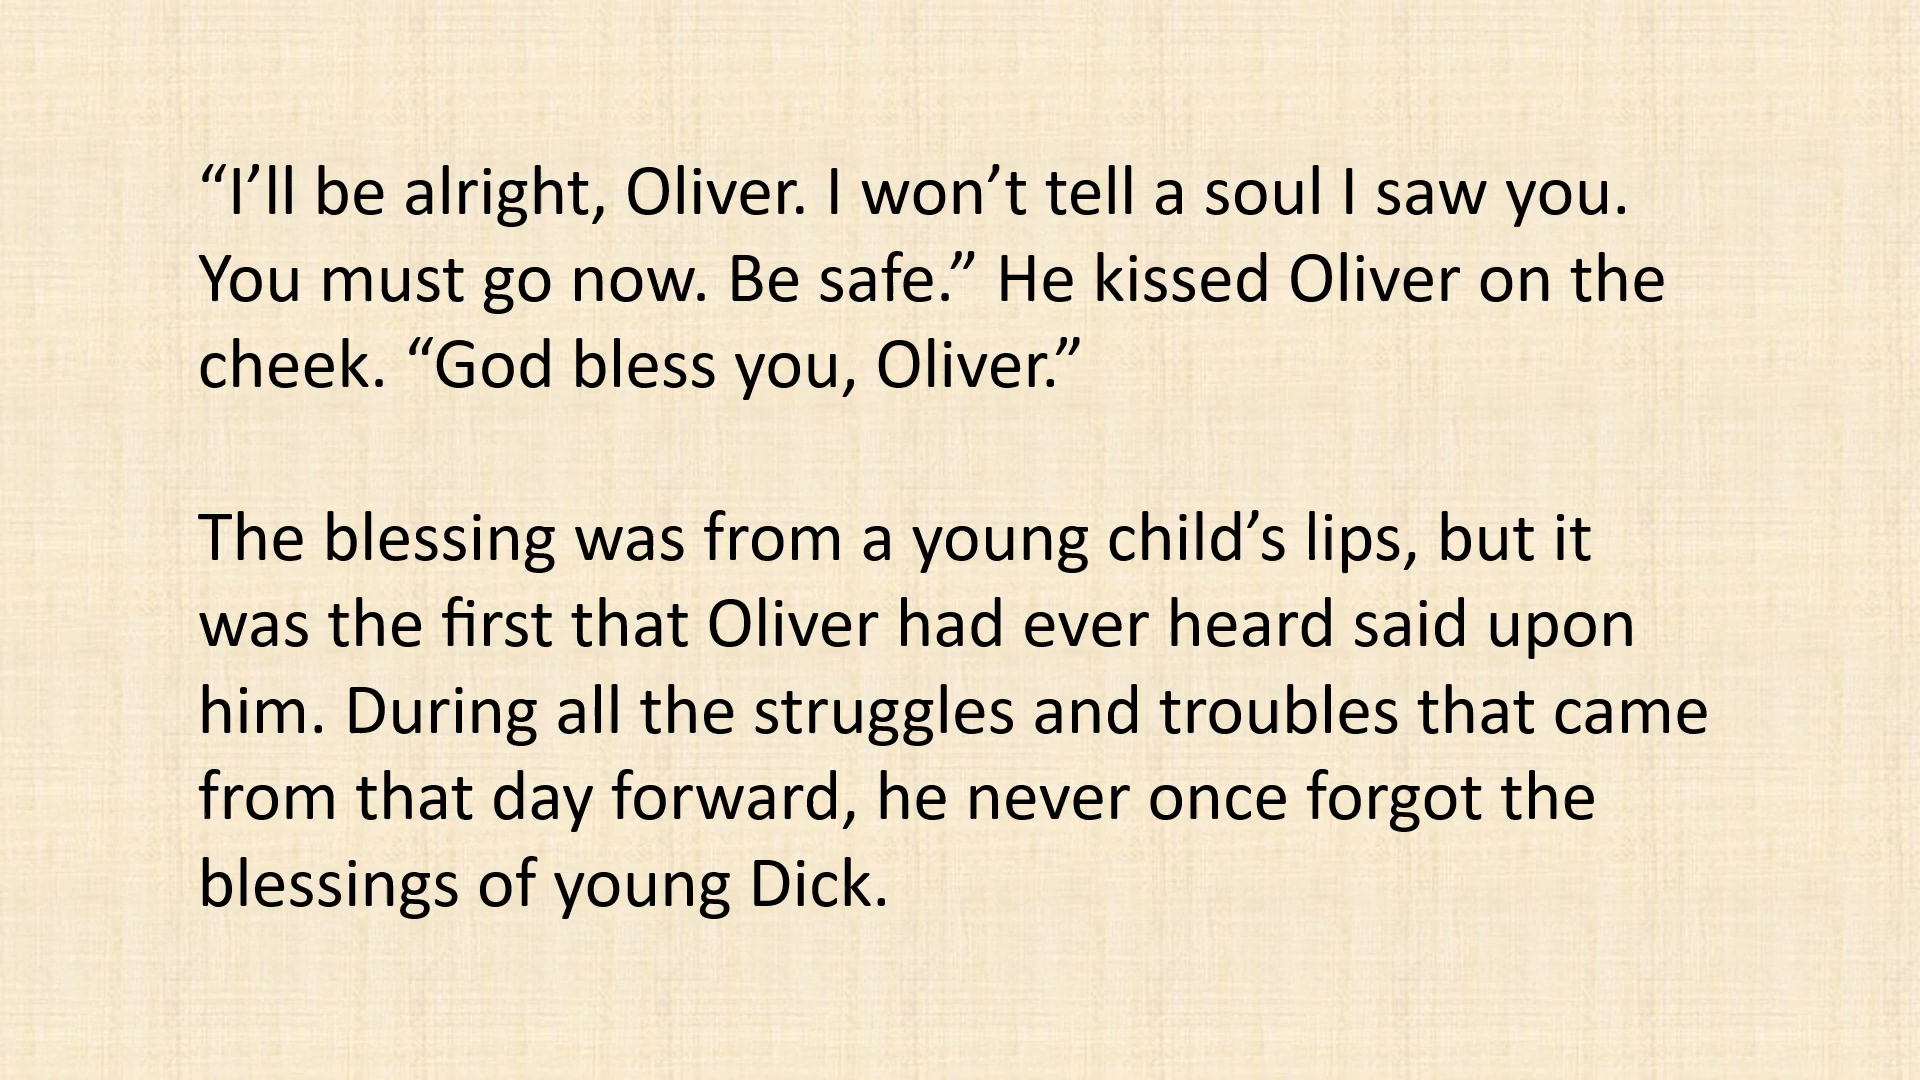 “I’ll be alright, Oliver. I won’t tell a soul I saw you.
You must go now. Be safe.” He kissed Oliver on the
cheek. “God bless you, Oliver.”
The blessing was from a young child’s lips, but it
was the first that Oliver had ever heard said upon
him. During all the struggles and troubles that came
from that day forward, he never once forgot the
blessings of young Dick.